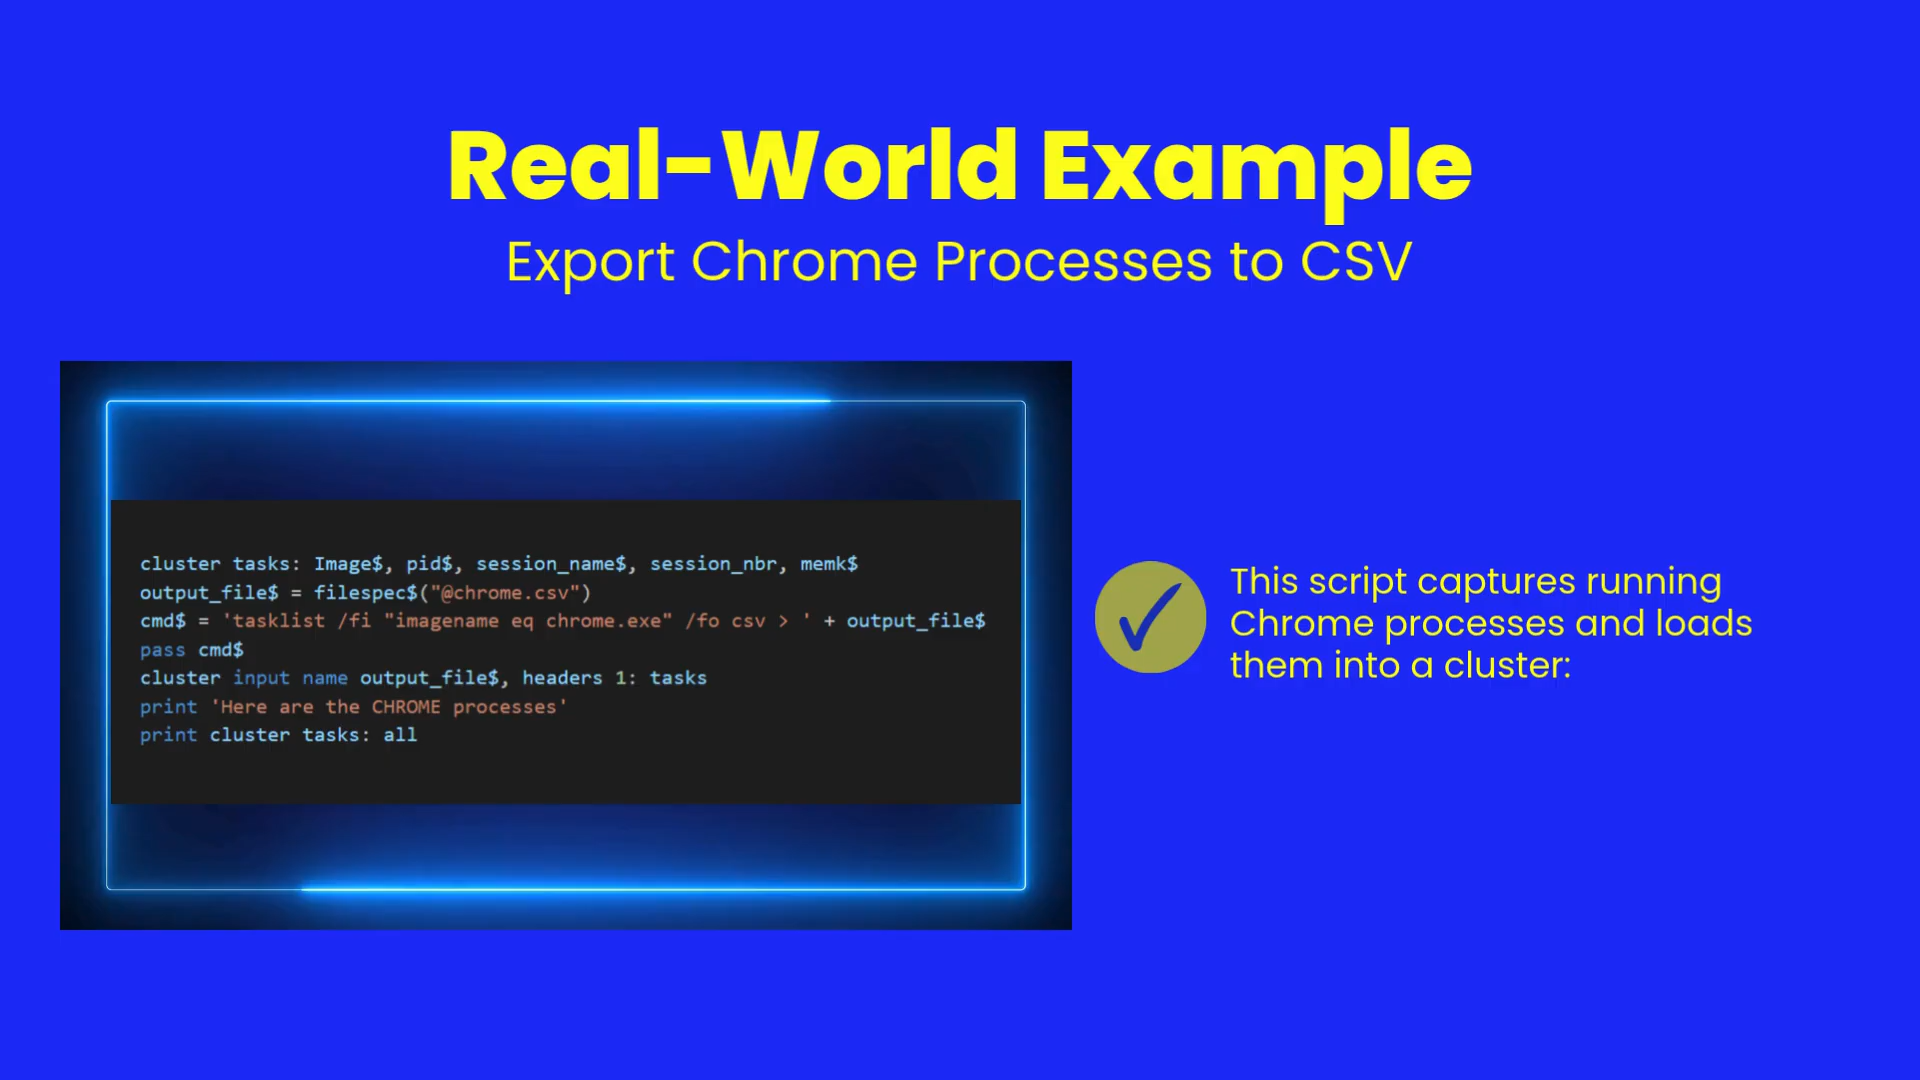 Real-World Example
Export Chrome Processes to CSV
cluster tasks: Image$, pid$, session_name$, session_nbr, memk$
output_file$ = filespec$("@chrome.csv")
cmd$ = 'tasklist /fi "imagename eq chrome.exe" /fo csv > ' + output_file$
pass cmd$
cluster input name output_file$, headers 1: tasks
print 'Here are the CHROME processes'
print cluster tasks: all
This script captures running
Chrome processes and loads
them into a cluster: